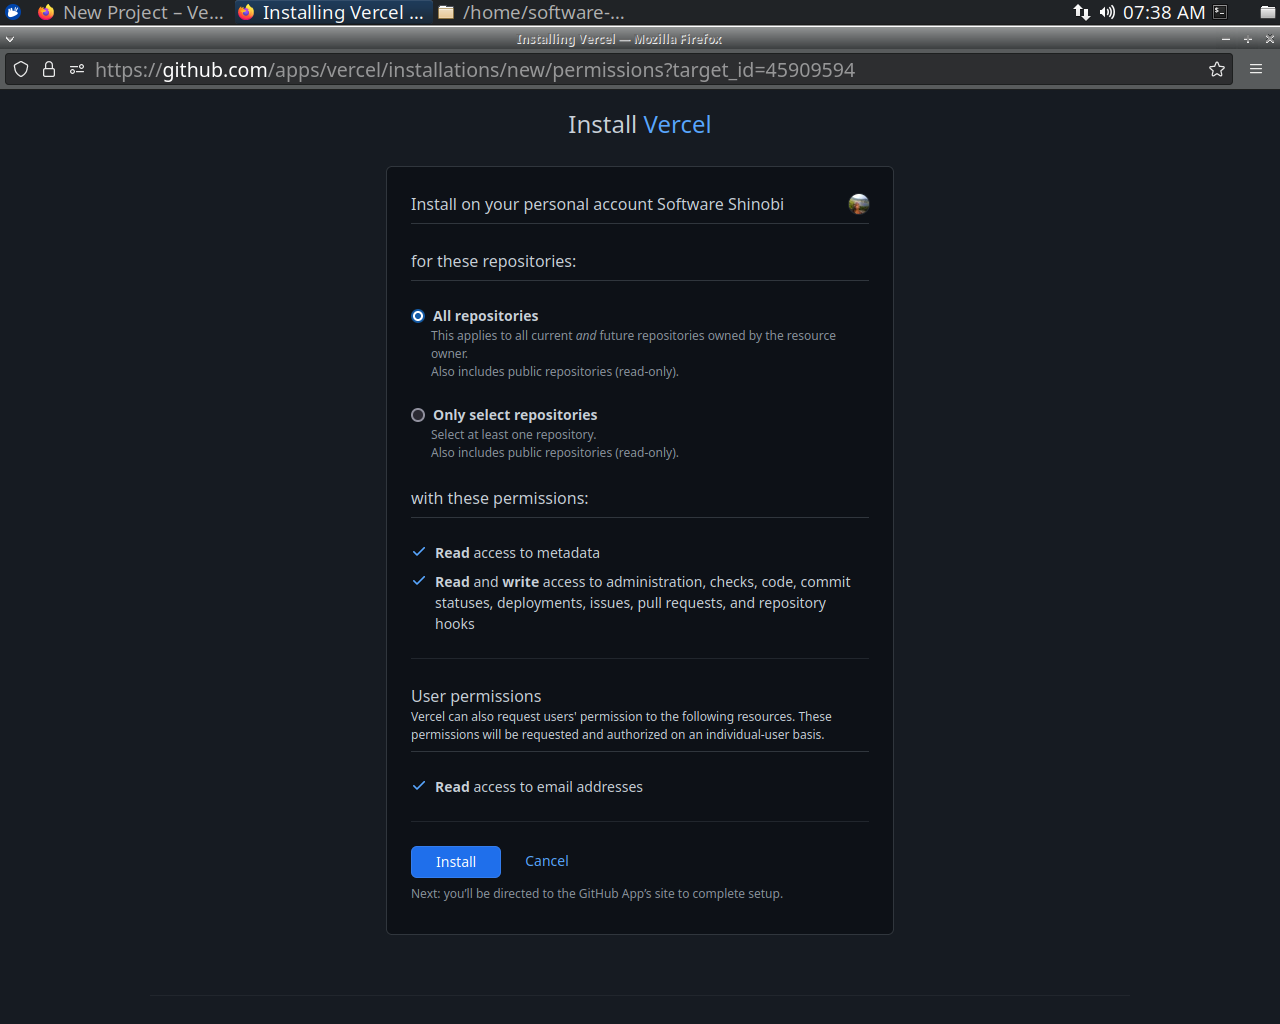 New Project – Ve...
Installing Vercel ...
/home/software-...
07:38 AM
Installing Vercel — Mozilla Firefox
https://github.com/apps/vercel/installations/new/permissions?target_id=45909594
Install Vercel
Install on your personal account Software Shinobi
for these repositories:
All repositories
This applies to all current and future repositories owned by the resource
owner.
Also includes public repositories (read-only).
Only select repositories
Select at least one repository.
Also includes public repositories (read-only).
with these permissions:
Read access to metadata
Read and write access to administration, checks, code, commit
statuses, deployments, issues, pull requests, and repository
hooks
User permissions
Vercel can also request users' permission to the following resources. These
permissions will be requested and authorized on an individual-user basis.
Read access to email addresses
Install
Cancel
Next: you’ll be directed to the GitHub App’s site to complete setup.